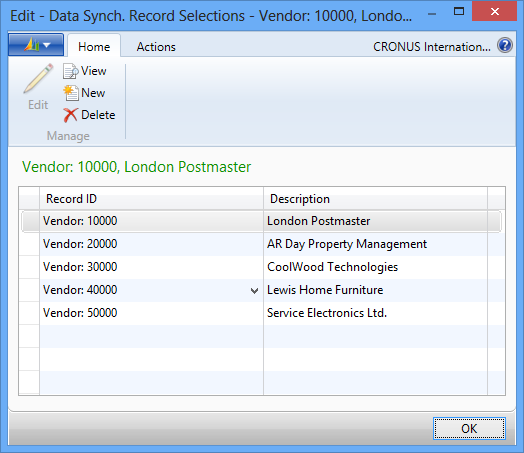 Edit - Data Synch. Record Selections - Vendor: 10000, Londo...
Home
Actions
CRONUS Internation...
Edit
View
New
Delete
Manage
Vendor: 10000, London Postmaster
Record ID Description
Vendor: 10000 London Postmaster
Vendor: 20000 AR Day Property Management
Vendor: 30000 CoolWood Technologies
Vendor: 40000 Lewis Home Furniture
Vendor: 50000 Service Electronics Ltd.
OK